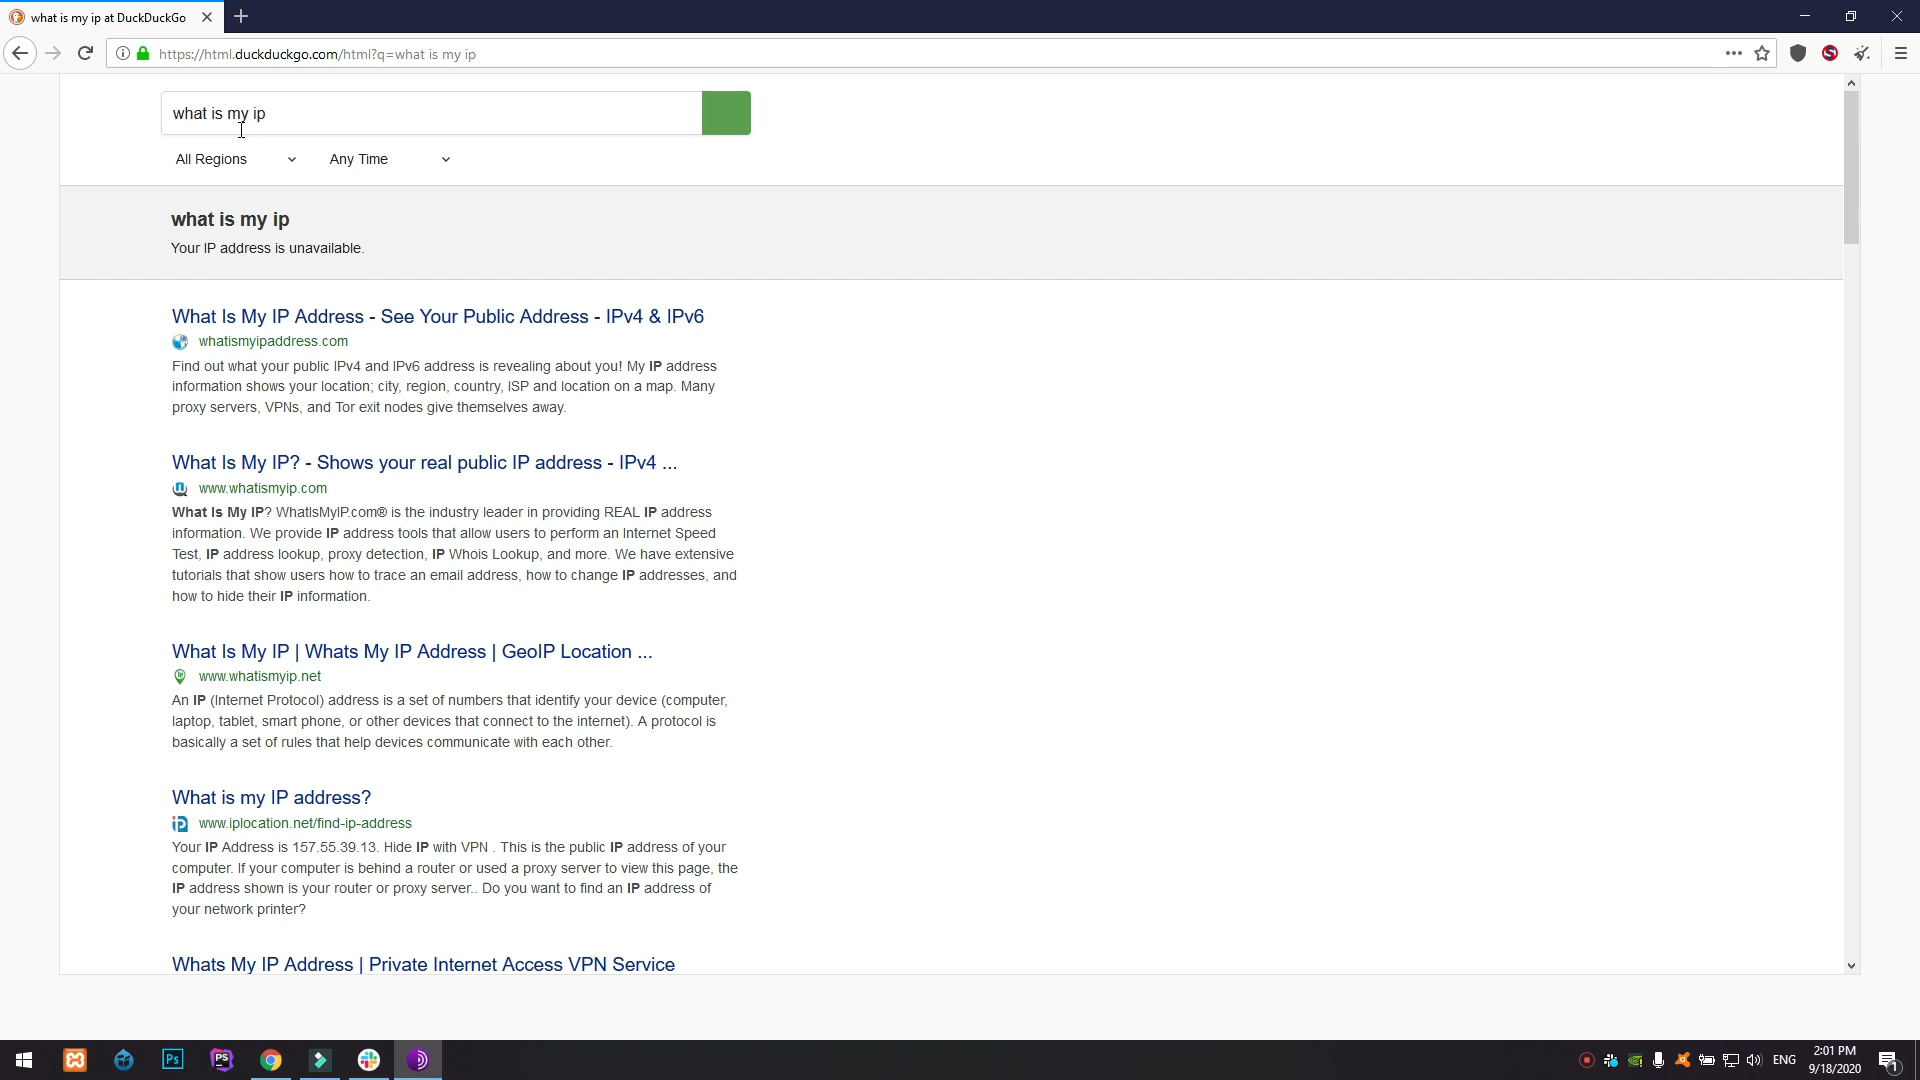 what is my ip at DuckDuckGo
https://html.duckduckgo.com/html?q=what is my ip
what is my ip
All Regions
Any Time
what is my ip
Your IP address is unavailable.
What Is My IP Address - See Your Public Address - IPv4 & IPv6
whatismyipaddress.com
Find out what your public IPv4 and IPv6 address is revealing about you! My IP address
information shows your location; city, region, country, ISP and location on a map. Many
proxy servers, VPNs, and Tor exit nodes give themselves away.
What Is My IP? - Shows your real public IP address - IPv4 ...
www.whatismyip.com
What Is My IP? WhatIsMyIP.com® is the industry leader in providing REAL IP address
information. We provide IP address tools that allow users to perform an Internet Speed
Test, IP address lookup, proxy detection, IP Whois Lookup, and more. We have extensive
tutorials that show users how to trace an email address, how to change IP addresses, and
how to hide their IP information.
What Is My IP | Whats My IP Address | GeoIP Location ...
www.whatismyip.net
An IP (Internet Protocol) address is a set of numbers that identify your device (computer,
laptop, tablet, smart phone, or other devices that connect to the internet). A protocol is
basically a set of rules that help devices communicate with each other.
What is my IP address?
www.iplocation.net/find-ip-address
Your IP Address is 157.55.39.13. Hide IP with VPN . This is the public IP address of your
computer. If your computer is behind a router or used a proxy server to view this page, the
IP address shown is your router or proxy server.. Do you want to find an IP address of
your network printer?
Whats My IP Address | Private Internet Access VPN Service
Ps
PS
ENG
2:01 PM
9/18/2020
1